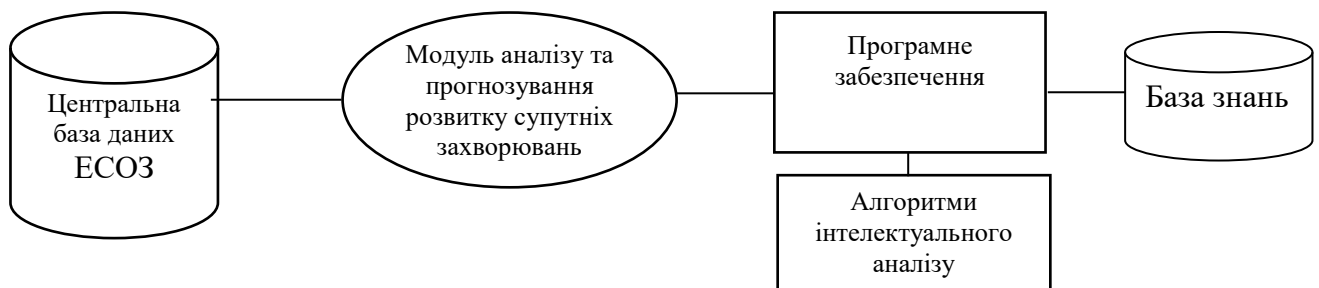 Центральна
база даних
ЕСОЗ
Модуль аналізу та
прогнозування
розвитку супутніх
захворювань
Програмне
забезпечення
База знань
Алгоритми
інтелектуального
аналізу